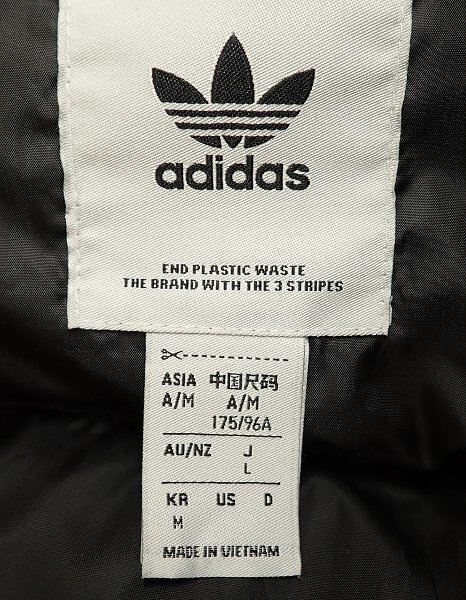 adidas
END PLASTIC WASTE
THE BRAND WITH THE 3 STRIPES
ASIA 中国尺码
A/M A/M
175/96A
AU/NZ J
L
KR US D
M
MADE IN VIETNAM